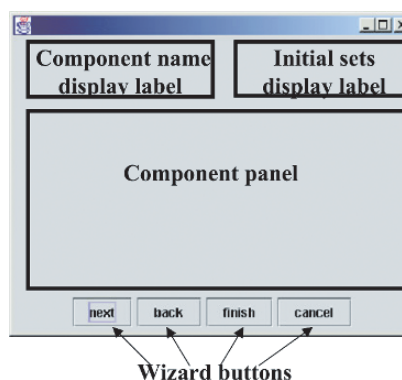 Component name
display label
Initial sets
display label
Component panel
next back finish cancel
Wizard buttons